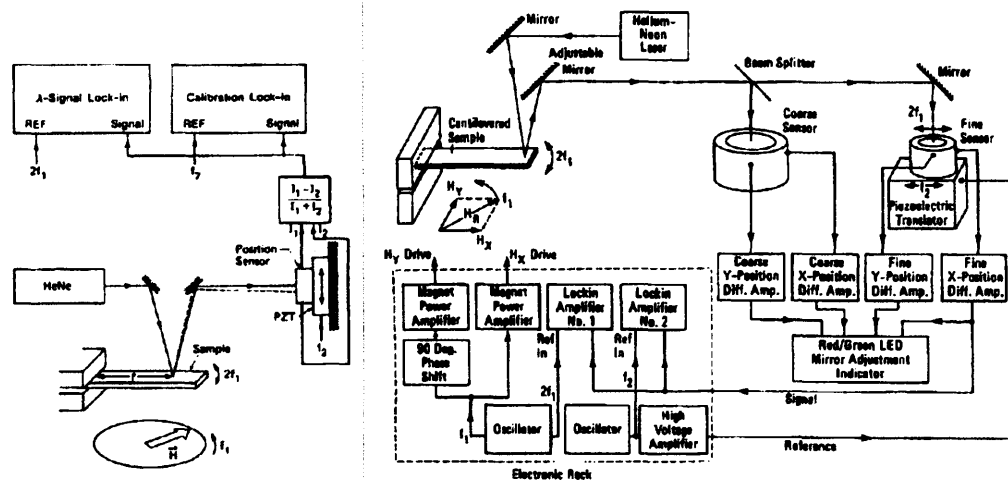 λ-Signal Lock-in
REF
Signal
Calibration Lock-in
REF
Signal
2f₁
f₂
I₁ - I₂
I₁ + I₂
I₁
I₂
Position
Sensor
HeNe
PZT
f₂
Sample
2f₁
H
f₁
Mirror
Helium-
Neon
Laser
Adjustable
Mirror
Beam Splitter
Mirror
Coarse
Sensor
2f₁
Fine
Sensor
Cantilevered
Sample
2f₁
f₂
Piezoelectric
Translator
H_Y
f₁
H_R
H_X
H_Y Drive
H_X Drive
Coarse
Y-Position
Diff. Amp.
Coarse
X-Position
Diff. Amp.
Fine
Y-Position
Diff. Amp.
Fine
X-Position
Diff. Amp.
Magnet
Power
Amplifier
Magnet
Power
Amplifier
Lockin
Amplifier
No. 1
Lockin
Amplifier
No. 2
Ref
In
Ref
In
Red/Green LED
Mirror Adjustment
Indicator
90 Deg.
Phase
Shift
2f₁
f₂
Signal
f₁
Oscillator
Oscillator
High
Voltage
Amplifier
Reference
Electronic Rack